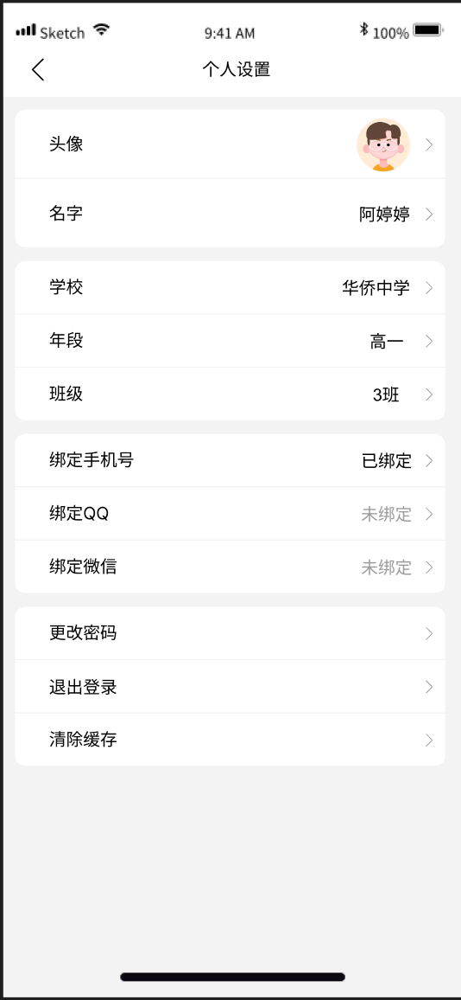 Sketch 9:41 AM 100%
个人设置
头像
名字 阿婷婷
学校 华侨中学
年段 高一
班级 3班
绑定手机号 已绑定
绑定QQ 未绑定
绑定微信 未绑定
更改密码
退出登录
清除缓存